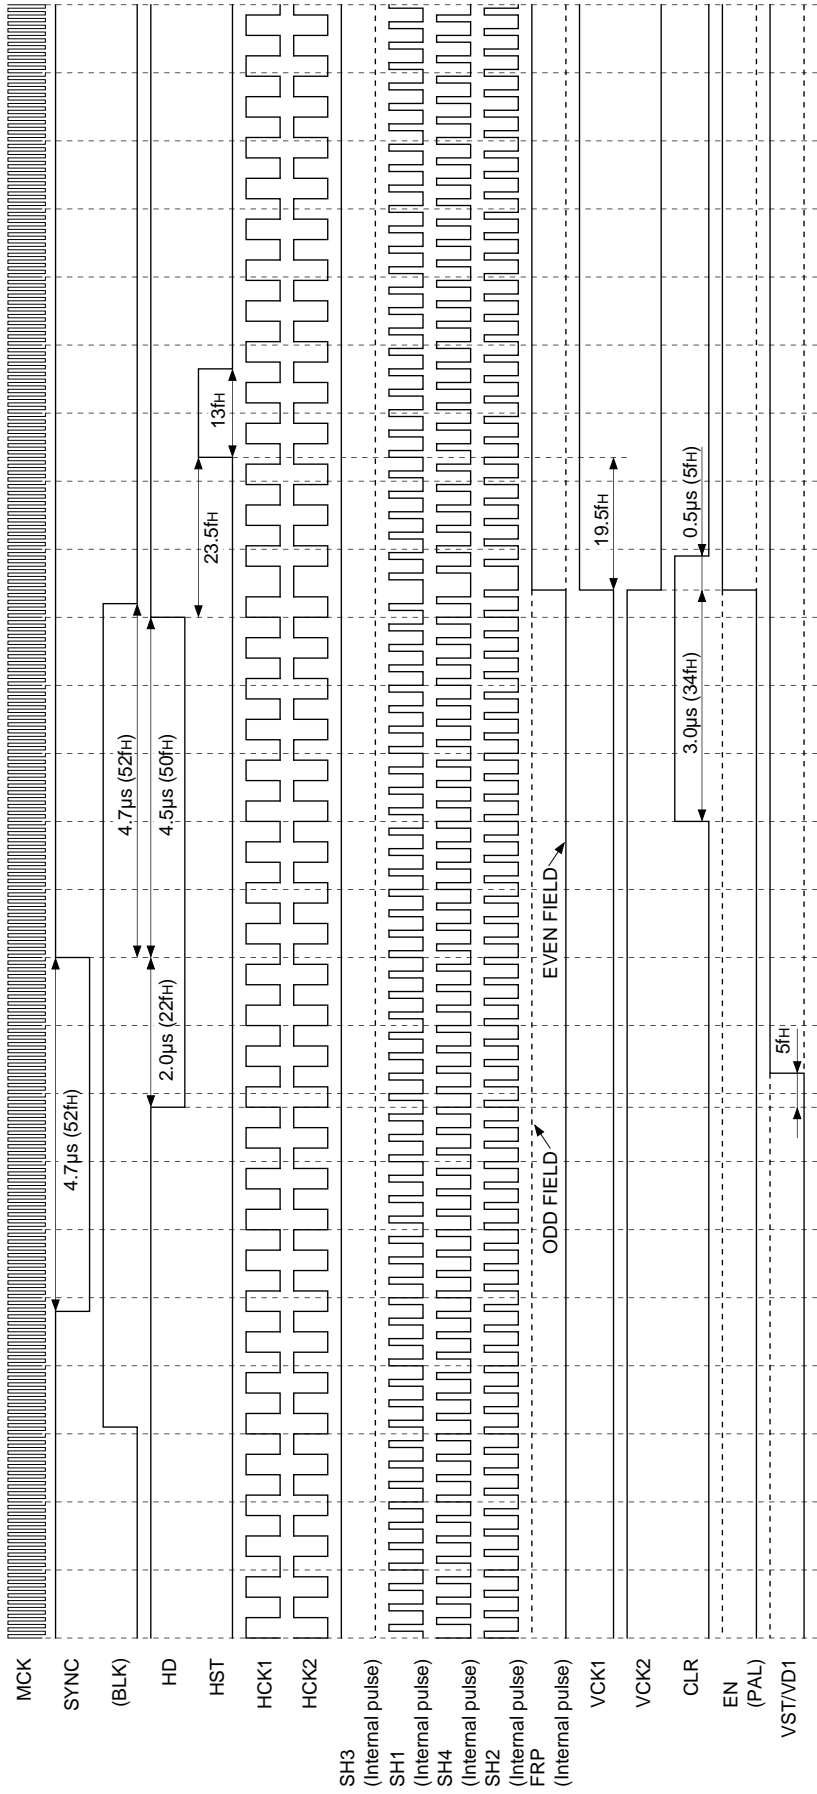 MCK
SYNC
4.7µs (52fH)
(BLK)
4.7µs (52fH)
HD
2.0µs (22fH)
4.5µs (50fH)
HST
23.5fH
13fH
HCK1
HCK2
SH3
(Internal pulse)
SH1
(Internal pulse)
SH4
(Internal pulse)
SH2
(Internal pulse)
FRP
(Internal pulse)
ODD FIELD
EVEN FIELD
VCK1
19.5fH
VCK2
CLR
3.0µs (34fH)
0.5µs (5fH)
EN
(PAL)
VST/VD1
5fH